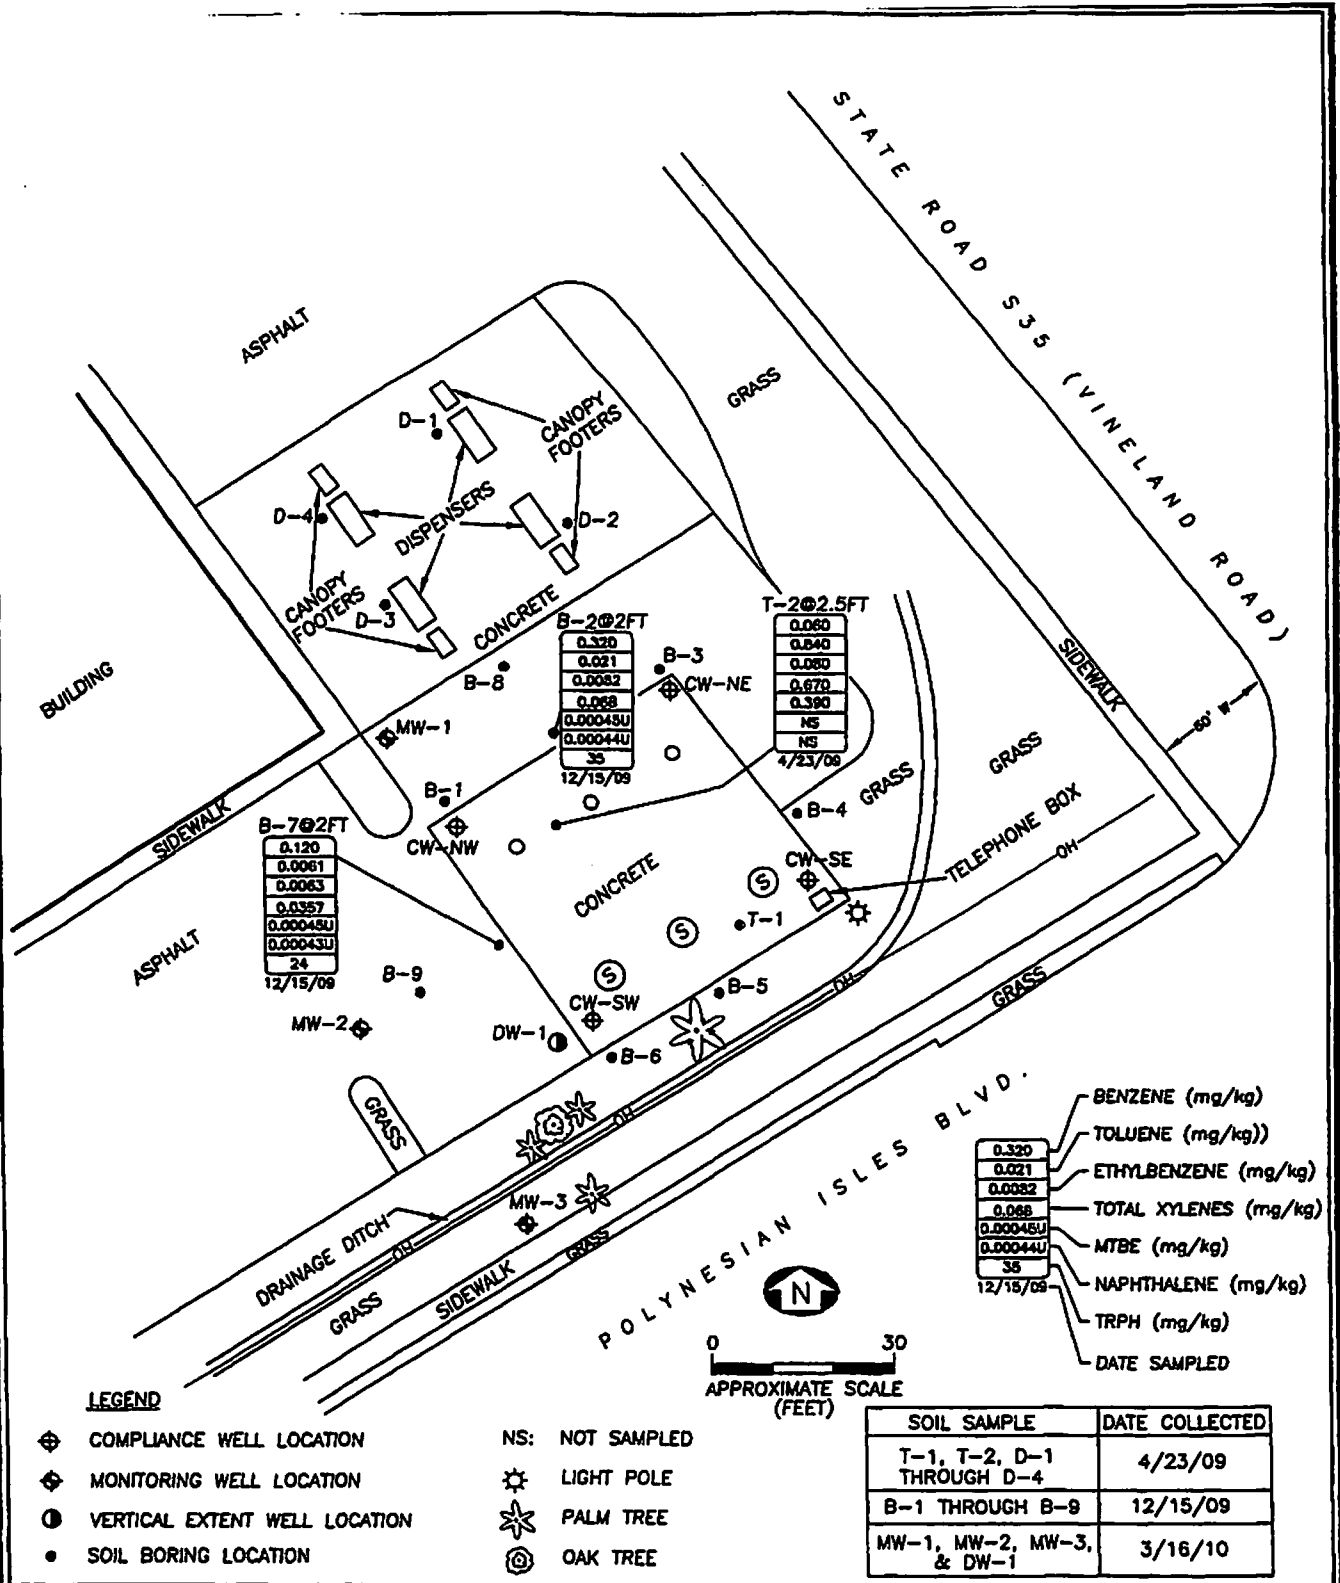 STATE ROAD S35 (VINELAND ROAD)
ASPHALT
GRASS
D-1
CANOPY
FOOTERS
D-4
DISPENSERS
D-2
CANOPY
FOOTERS
D-3
CONCRETE
BUILDING
SIDEWALK
60' W
B-2@2FT
0.320
0.021
0.0082
0.068
0.00045U
0.00044U
35
12/15/09
T-2@2.5FT
0.060
0.840
0.080
0.670
0.390
NS
NS
4/23/09
B-8
B-3
CW-NE
MW-1
B-1
CW-NW
B-4
GRASS
GRASS
TELEPHONE BOX
OH
SIDEWALK
B-7@2FT
0.120
0.0061
0.0063
0.0357
0.00045U
0.00043U
24
12/15/09
CONCRETE
CW-SE
S
T-1
S
S
CW-SW
ASPHALT
B-9
MW-2
DW-1
B-5
B-6
OH
GRASS
GRASS
OH
MW-3
DRAINAGE DITCH
OH
GRASS
SIDEWALK
GRASS
POLYNESIAN ISLES BLVD.
0.320
0.021
0.0082
0.068
0.00045U
0.00044U
35
12/15/09
BENZENE (mg/kg)
TOLUENE (mg/kg))
ETHYLBENZENE (mg/kg)
TOTAL XYLENES (mg/kg)
MTBE (mg/kg)
NAPHTHALENE (mg/kg)
TRPH (mg/kg)
DATE SAMPLED
N
0 30
APPROXIMATE SCALE
(FEET)
LEGEND
COMPLIANCE WELL LOCATION
MONITORING WELL LOCATION
VERTICAL EXTENT WELL LOCATION
SOIL BORING LOCATION
NS: NOT SAMPLED
LIGHT POLE
PALM TREE
OAK TREE
SOIL SAMPLE DATE COLLECTED
T-1, T-2, D-1
THROUGH D-4 4/23/09
B-1 THROUGH B-9 12/15/09
MW-1, MW-2, MW-3,
& DW-1 3/16/10